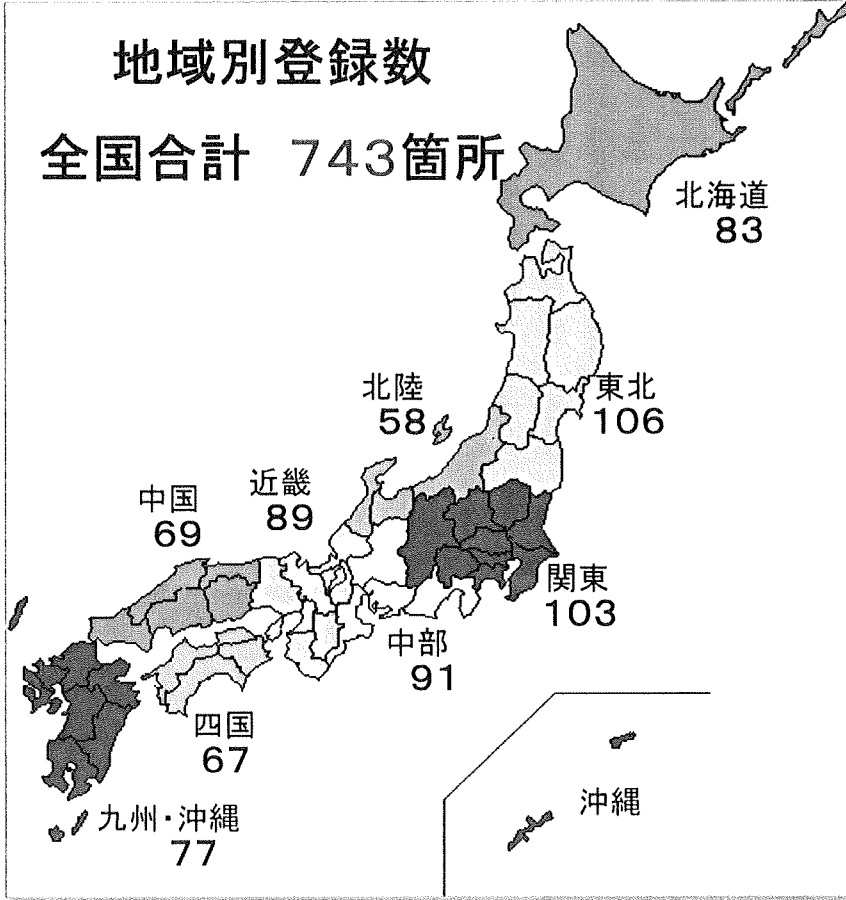 地域別登録数
全国合計 743箇所
北海道
83
北陸
58
東北
106
中国
69
近畿
89
関東
103
中部
91
四国
67
九州・沖縄
77
沖縄